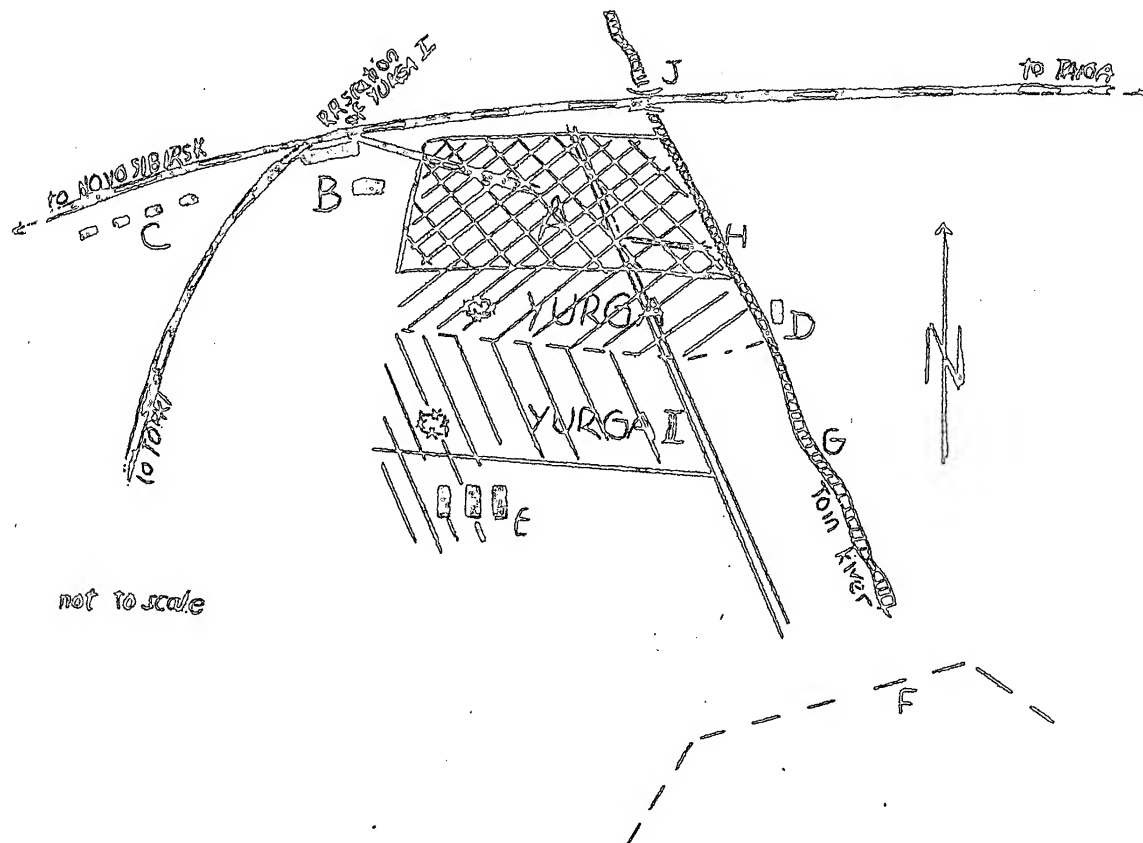 J
to TAIGA
RR station
of YURGA I
to NOVOSIBIRSK
B
A
C
H
YURGA
D
N
YURGA II
G
to TOMSK
Tom River
E
not to scale
F